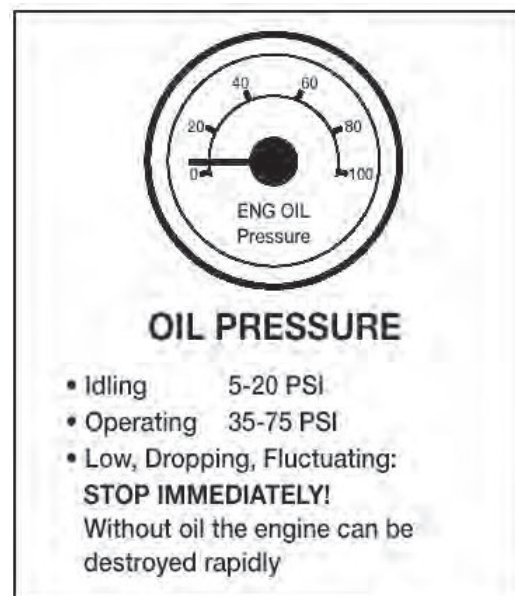 40 60
20 80
0 100
ENG OIL
Pressure
OIL PRESSURE
• Idling 5-20 PSI
• Operating 35-75 PSI
• Low, Dropping, Fluctuating:
STOP IMMEDIATELY!
Without oil the engine can be
destroyed rapidly